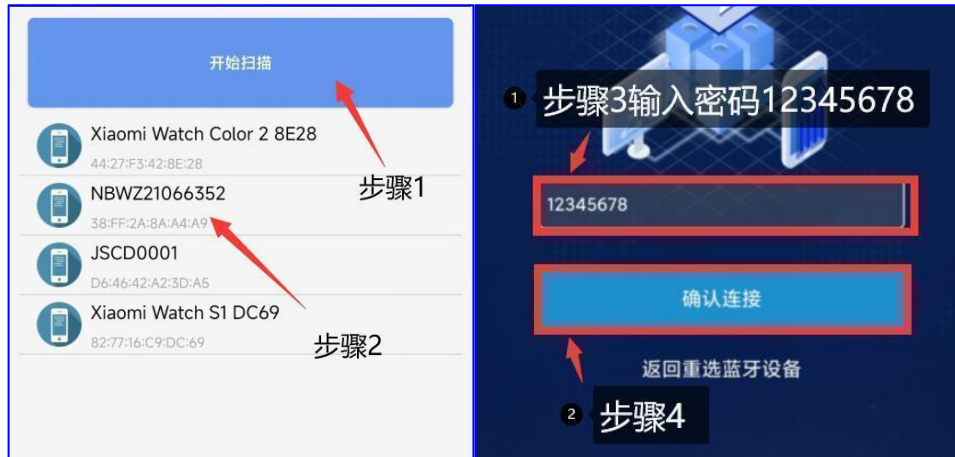 开始扫描
Xiaomi Watch Color 2 8E28
44:27:F3:42:8E:28
步骤1
NBWZ21066352
38:FF:2A:8A:A4:A9
JSCD0001
D6:46:42:A2:3D:A5
Xiaomi Watch S1 DC69
82:77:16:C9:DC:69
步骤2
1 步骤3输入密码12345678
12345678
确认连接
返回重选蓝牙设备
2 步骤4